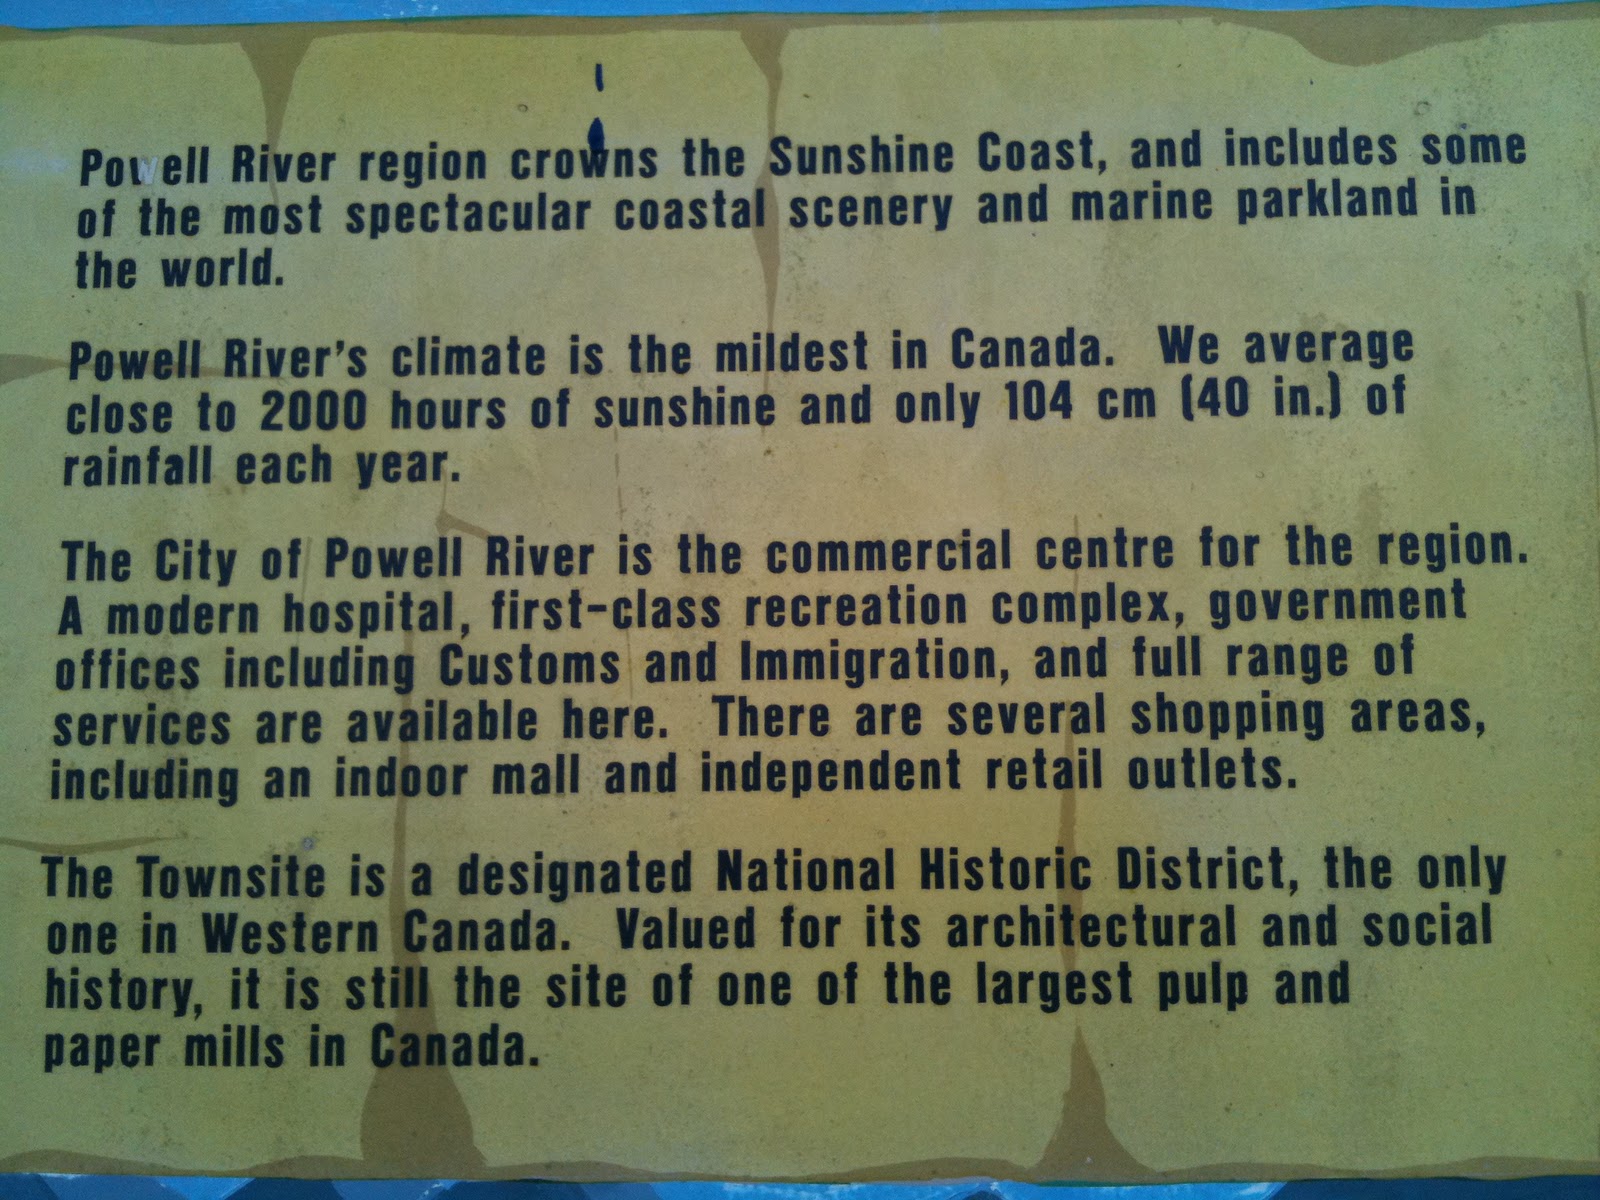 Powell River region crowns the Sunshine Coast, and includes some
of the most spectacular coastal scenery and marine parkland in
the world.
Powell River's climate is the mildest in Canada. We average
close to 2000 hours of sunshine and only 104 cm (40 in.) of
rainfall each year.
The City of Powell River is the commercial centre for the region.
A modern hospital, first-class recreation complex, government
offices including Customs and Immigration, and full range of
services are available here. There are several shopping areas,
including an indoor mall and independent retail outlets.
The Townsite is a designated National Historic District, the only
one in Western Canada. Valued for its architectural and social
history, it is still the site of one of the largest pulp and
paper mills in Canada.